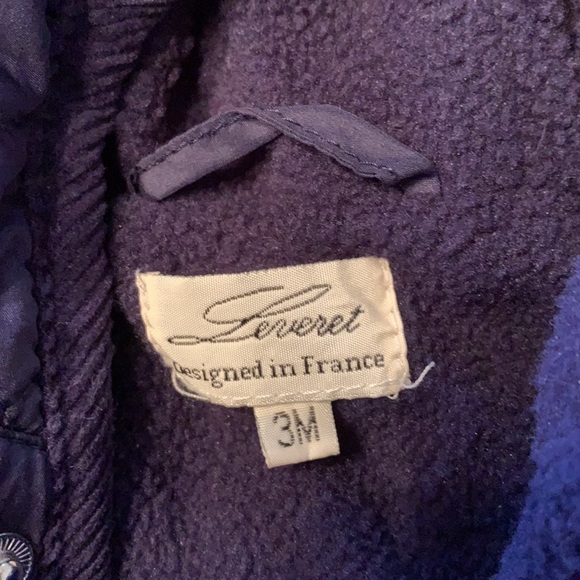 Leveret
Designed in France
3M